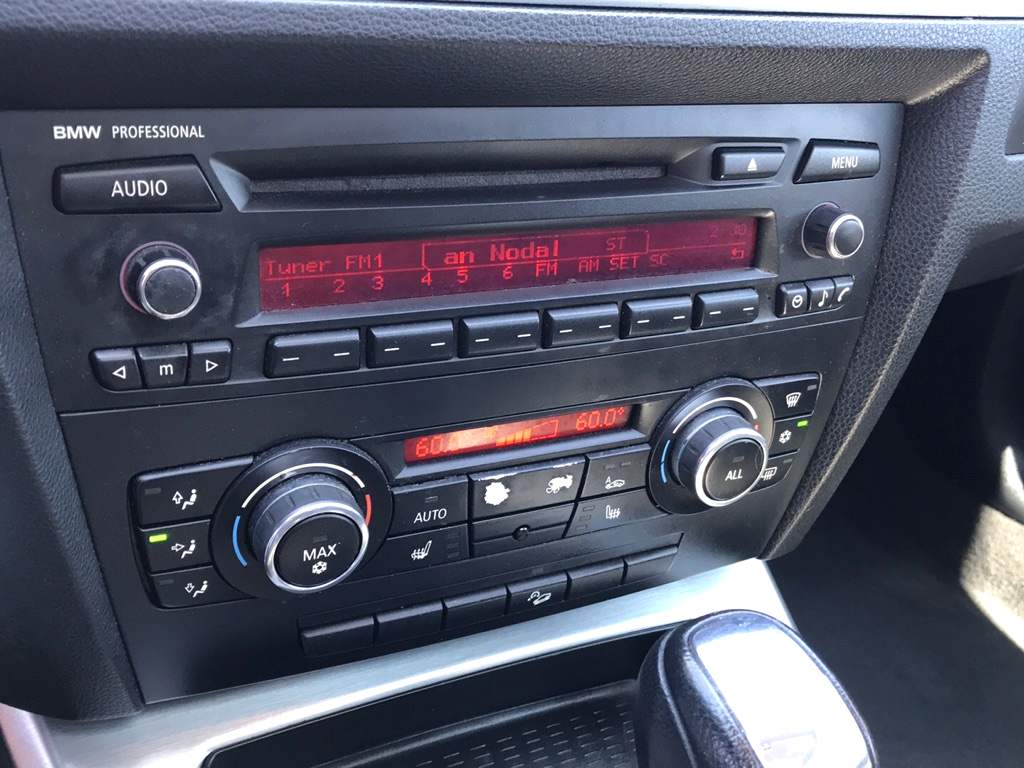 BMW PROFESSIONAL
AUDIO
MENU
Tuner FM1 an Nodal ST
1 2 3 4 5 6 FM AM SET SC
m
60.0°
AUTO
A
MAX
ALL